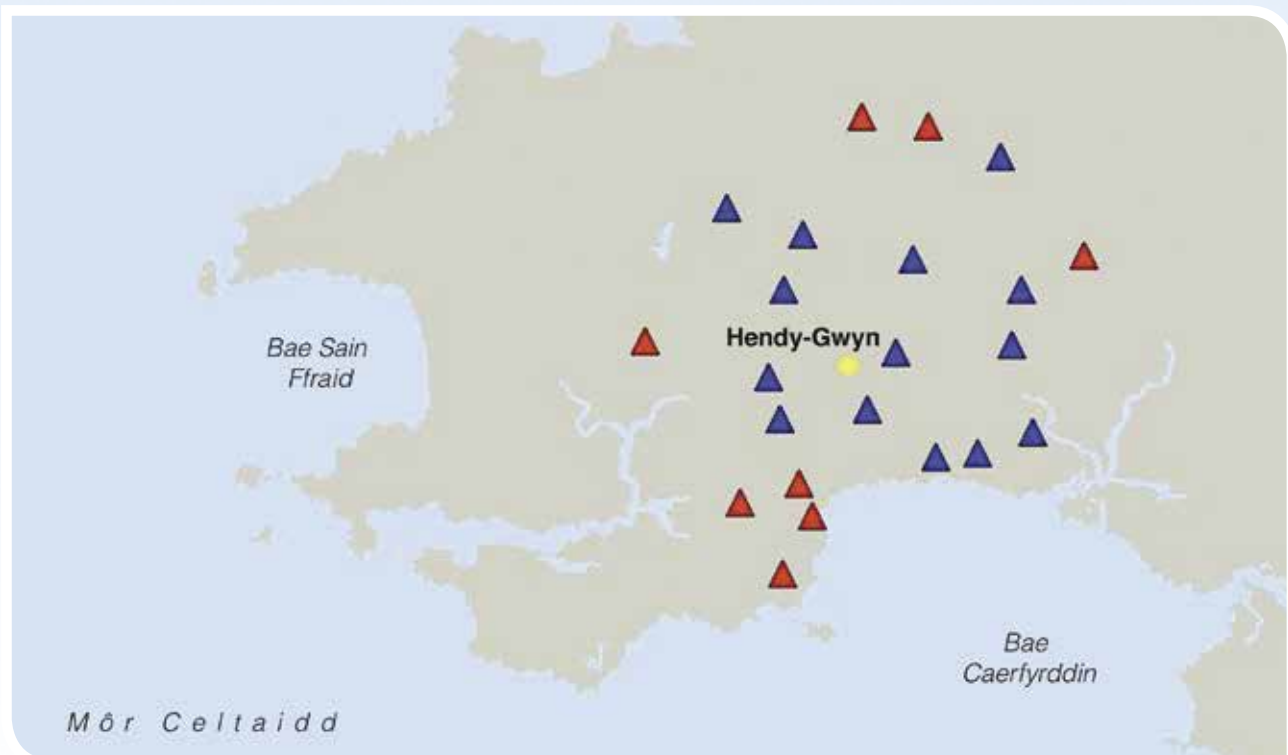 Hendy-Gwyn
Bae Sain
Ffraid
Bae
Caerfyrddin
Môr Celtaidd